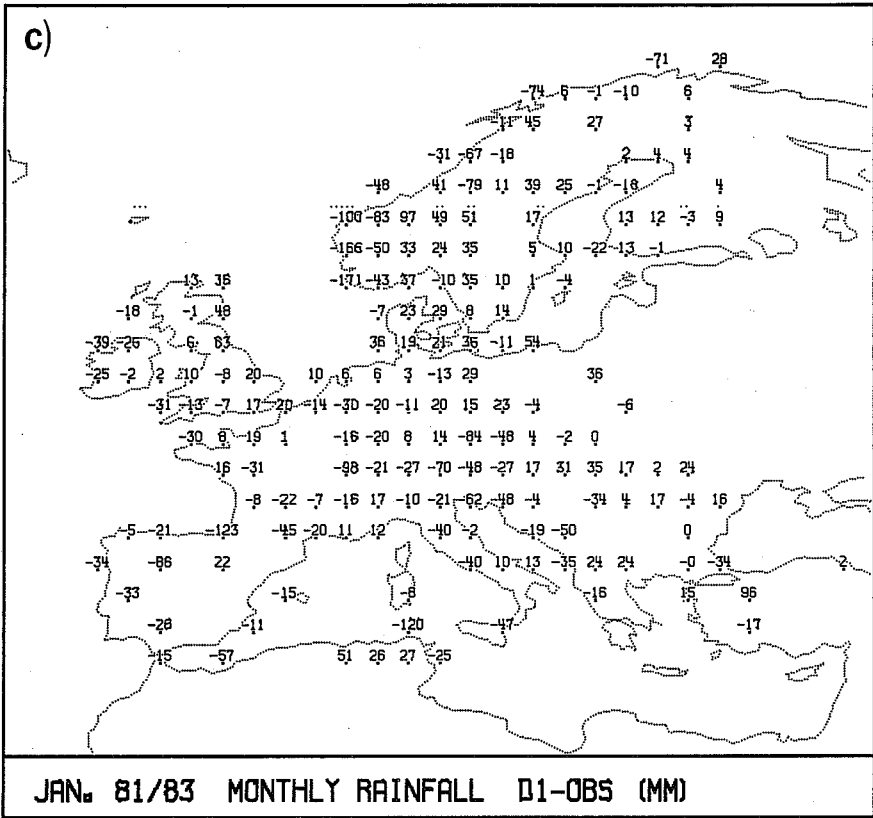 c)
-71 28
-74 6 -1 -10 6
-11 45 27 3
-31 -67 -18 2 4 4
-48 41 -79 11 39 25 -1 -18 4
-100 -83 97 49 51 17 13 12 -3 9
-166 -50 33 24 35 5 10 -22 -13 -1
13 36 -171 -43 37 -10 35 10 1 -4
-18 -1 48 -7 23 29 8 14
-39 -26 6 63 36 19 21 36 -11 54
-25 -2 2 10 -8 20 10 6 6 3 -13 29 36
-31 -13 -7 17 20 -14 -30 -20 -11 20 15 23 -4 -6
-30 8 -19 1 -16 -20 8 14 -84 -48 4 -2 0
16 -31 -98 -21 -27 -70 -48 -27 17 31 35 17 2 24
-8 -22 -7 -16 17 -10 -21 -62 -48 -4 -34 4 17 -4 16
-5 -21 -123 -45 -20 11 12 -40 -2 -19 -50 0
-34 -86 22 -40 10 13 -35 24 24 -0 -34 2
-33 -15 -8 -16 15 96
-26 -11 -120 -47 -17
-15 -57 51 26 27 -25
JAN. 81/83 MONTHLY RAINFALL D1-OBS (MM)